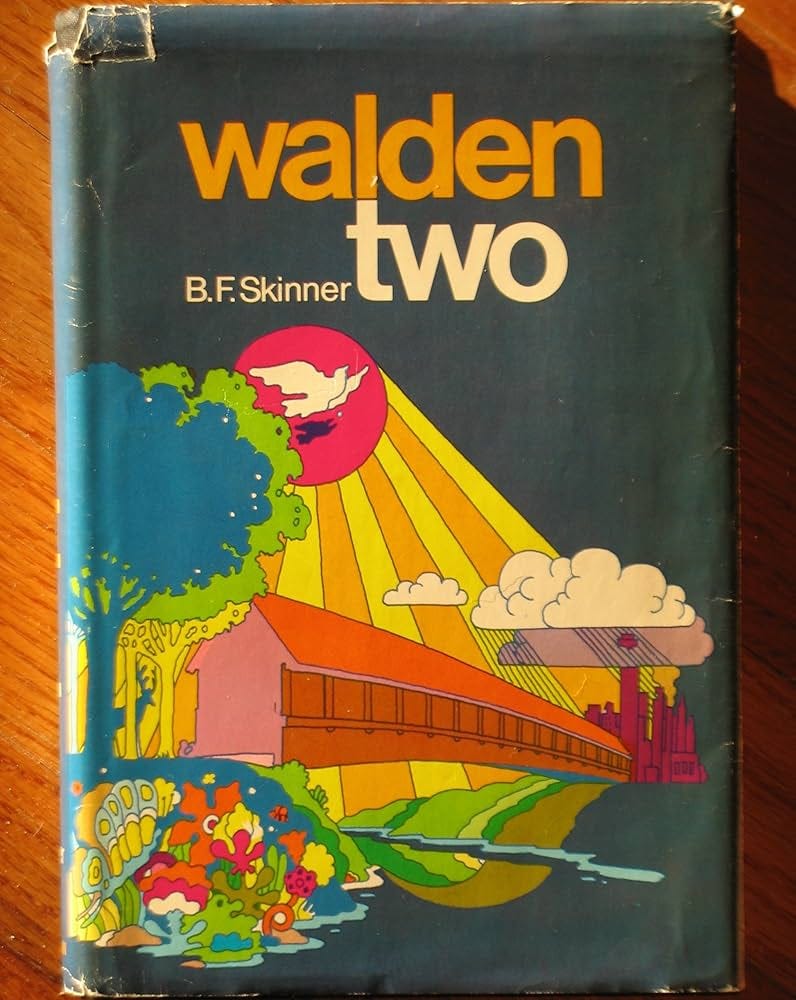 walden
two
B.F. Skinner